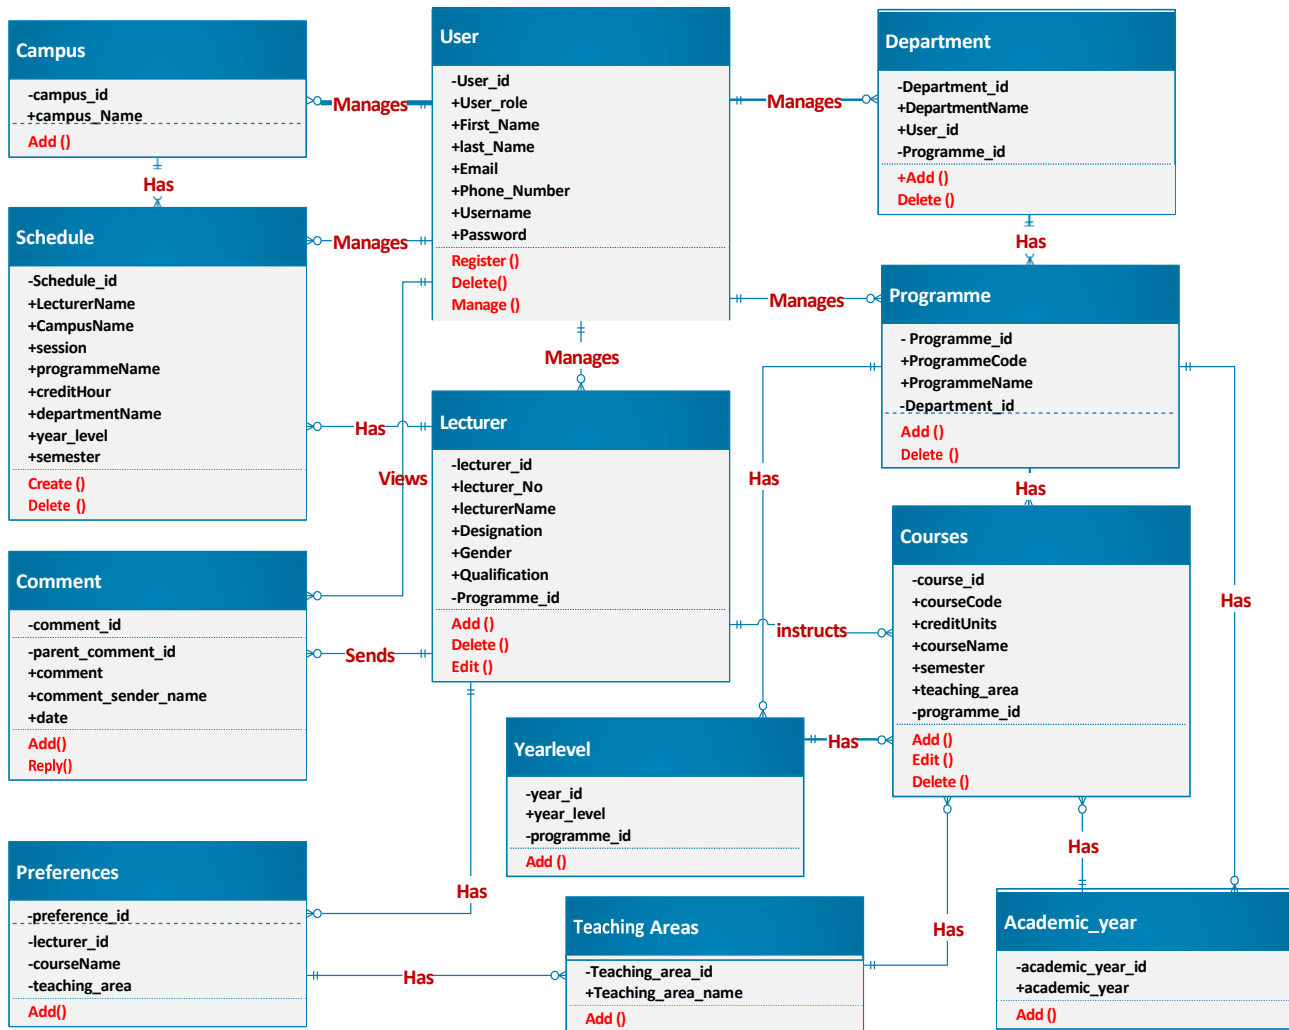 Campus
-campus_id
+campus_Name
Add ()
Manages
User
-User_id
+User_role
+First_Name
+last_Name
+Email
+Phone_Number
+Username
+Password
Register ()
Delete()
Manage ()
Manages
Department
-Department_id
+DepartmentName
+User_id
-Programme_id
+Add ()
Delete ()
Has
Schedule
-Schedule_id
+LecturerName
+CampusName
+session
+programmeName
+creditHour
+departmentName
+year_level
+semester
Create ()
Delete ()
Manages
Manages
Has
Programme
- Programme_id
+ProgrammeCode
+ProgrammeName
-Department_id
Add ()
Delete ()
Manages
Has
Views
Lecturer
-lecturer_id
+lecturer_No
+lecturerName
+Designation
+Gender
+Qualification
-Programme_id
Add ()
Delete ()
Edit ()
Has
Has
Courses
-course_id
+courseCode
+creditUnits
+courseName
+semester
+teaching_area
-programme_id
Add ()
Edit ()
Delete ()
Has
instructs
Comment
-comment_id
-parent_comment_id
+comment
+comment_sender_name
+date
Add()
Reply()
Sends
Yearlevel
-year_id
+year_level
-programme_id
Add ()
Has
Has
Preferences
-preference_id
-lecturer_id
-courseName
-teaching_area
Add()
Has
Has
Teaching Areas
-Teaching_area_id
+Teaching_area_name
Add ()
Has
Academic_year
-academic_year_id
+academic_year
Add ()